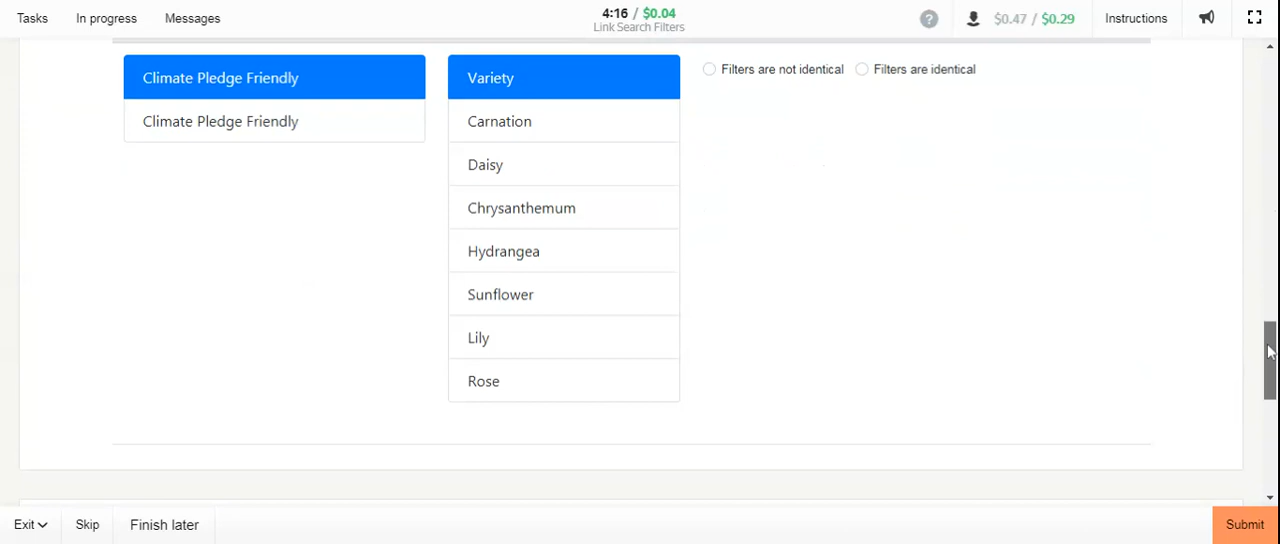 Tasks In progress Messages 4:16 / $0.04 $0.47 / $0.29 Instructions
Link Search Filters
Climate Pledge Friendly Variety Filters are not identical Filters are identical
Climate Pledge Friendly Carnation
Daisy
Chrysanthemum
Hydrangea
Sunflower
Lily
Rose
Exit Skip Finish later Submit